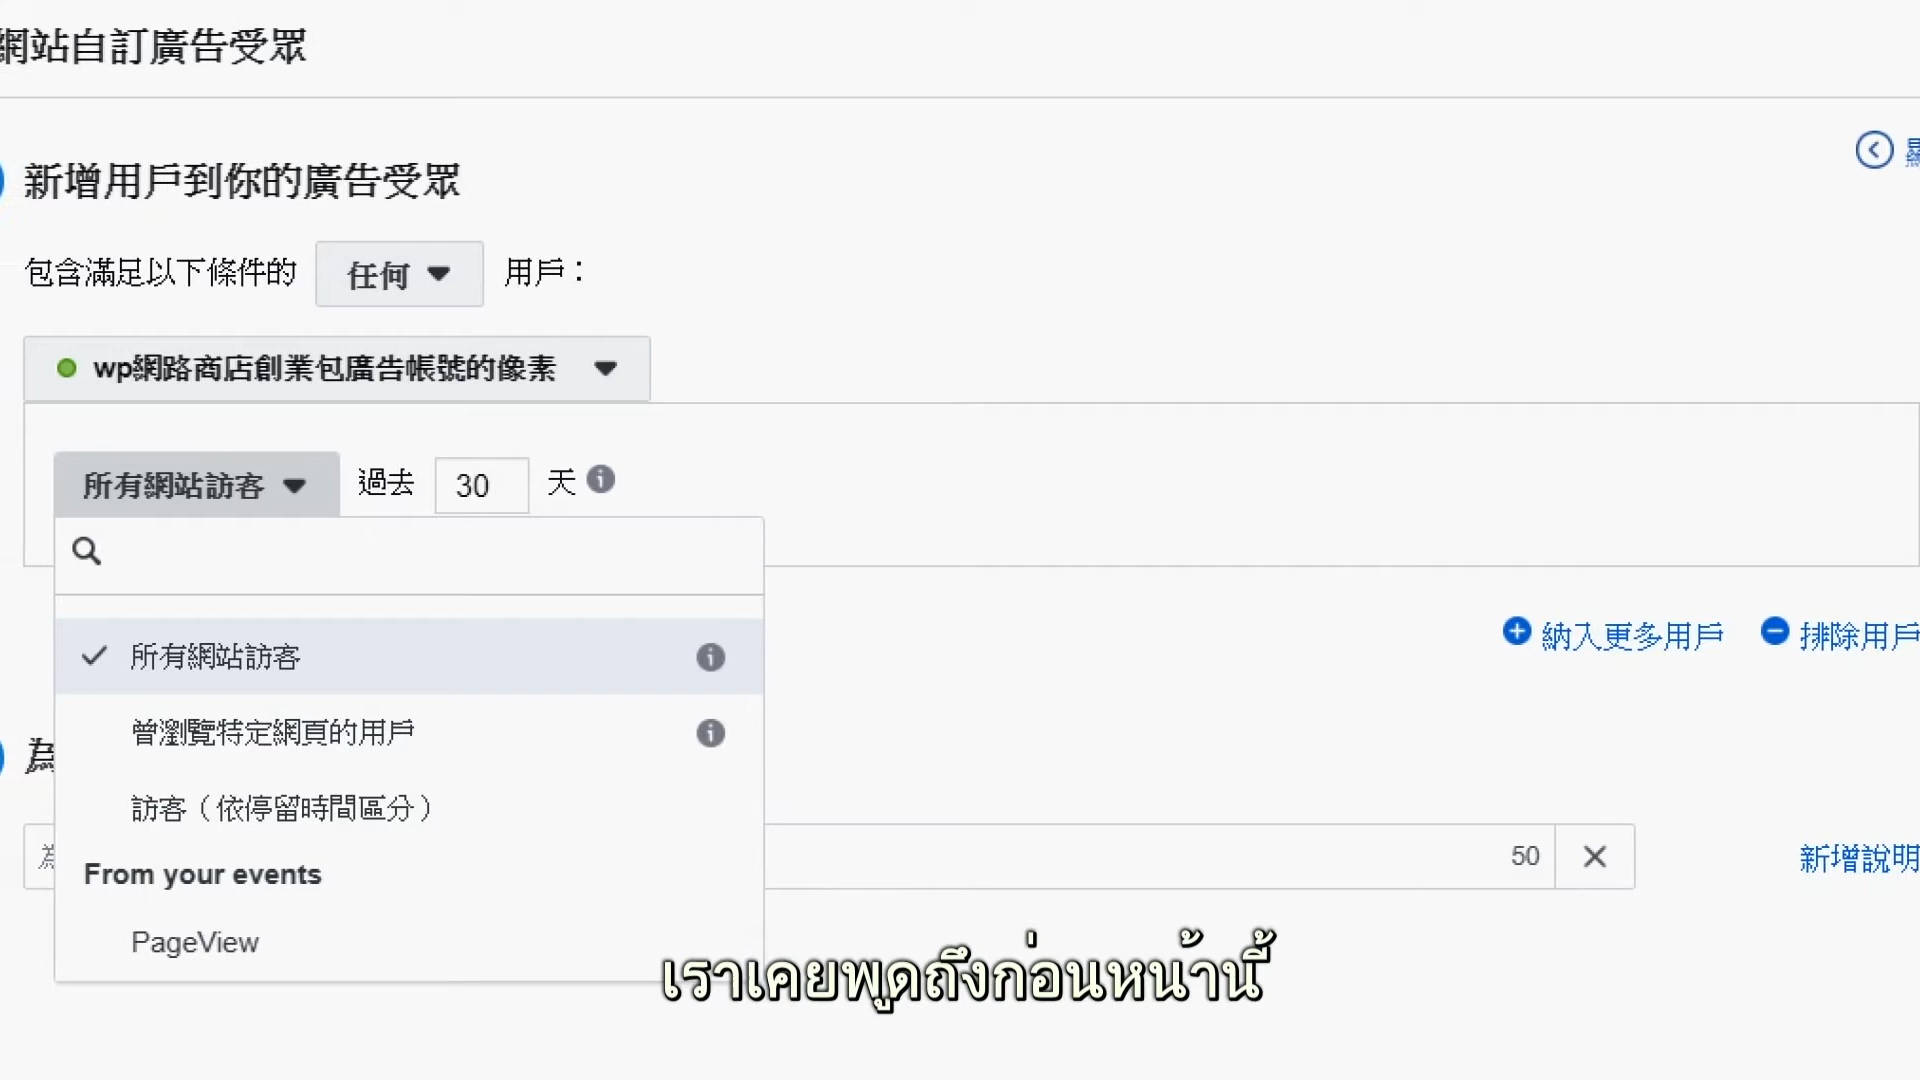 網站自訂廣告受眾
新增用戶到你的廣告受眾
包含滿足以下條件的 任何 用戶：
wp網路商店創業包廣告帳號的像素
所有網站訪客 過去 30 天
所有網站訪客
納入更多用戶 排除用戶
曾瀏覽特定網頁的用戶
為
訪客（依停留時間區分）
50 新增說明
From your events
PageView
เราเคยพูดถึงก่อนหน้านี้